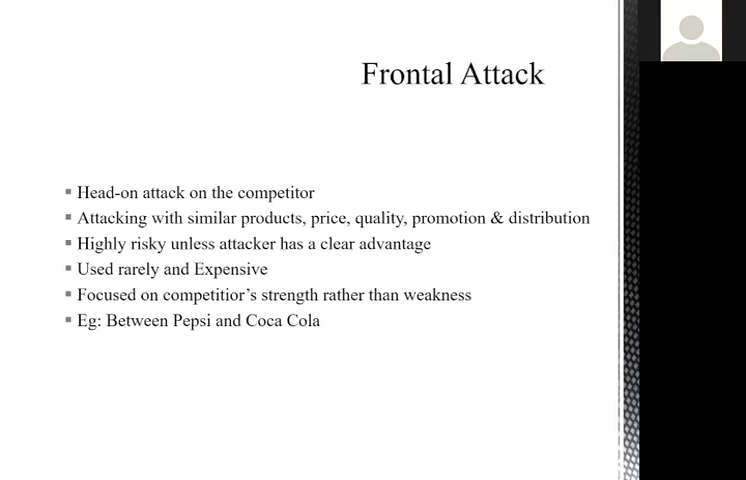 Frontal Attack
Head-on attack on the competitor
Attacking with similar products, price, quality, promotion & distribution
Highly risky unless attacker has a clear advantage
Used rarely and Expensive
Focused on competitior’s strength rather than weakness
Eg: Between Pepsi and Coca Cola